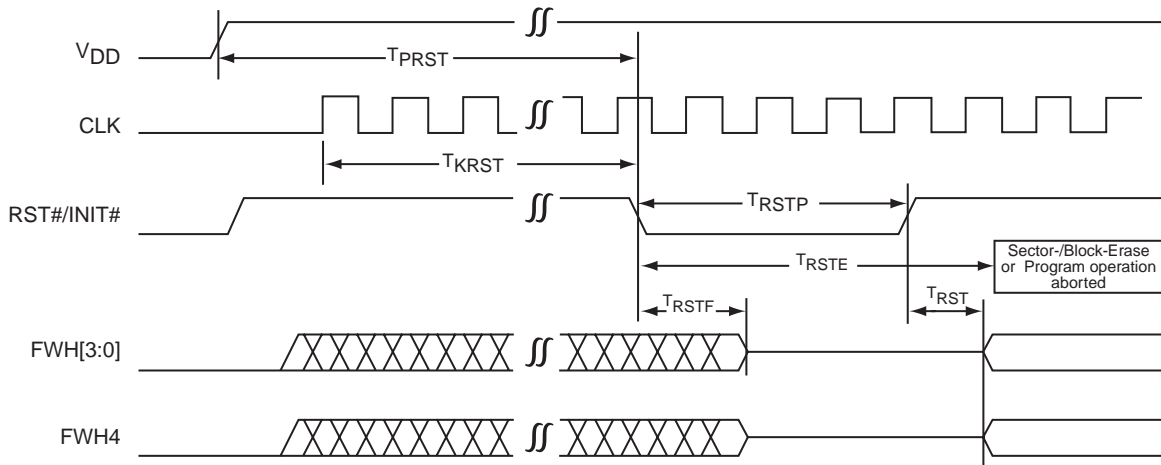 VDD
TPRST
CLK
TKRST
RST#/INIT#
TRSTP
TRSTE
Sector-/Block-Erase
or Program operation
aborted
TRSTF
TRST
FWH[3:0]
FWH4